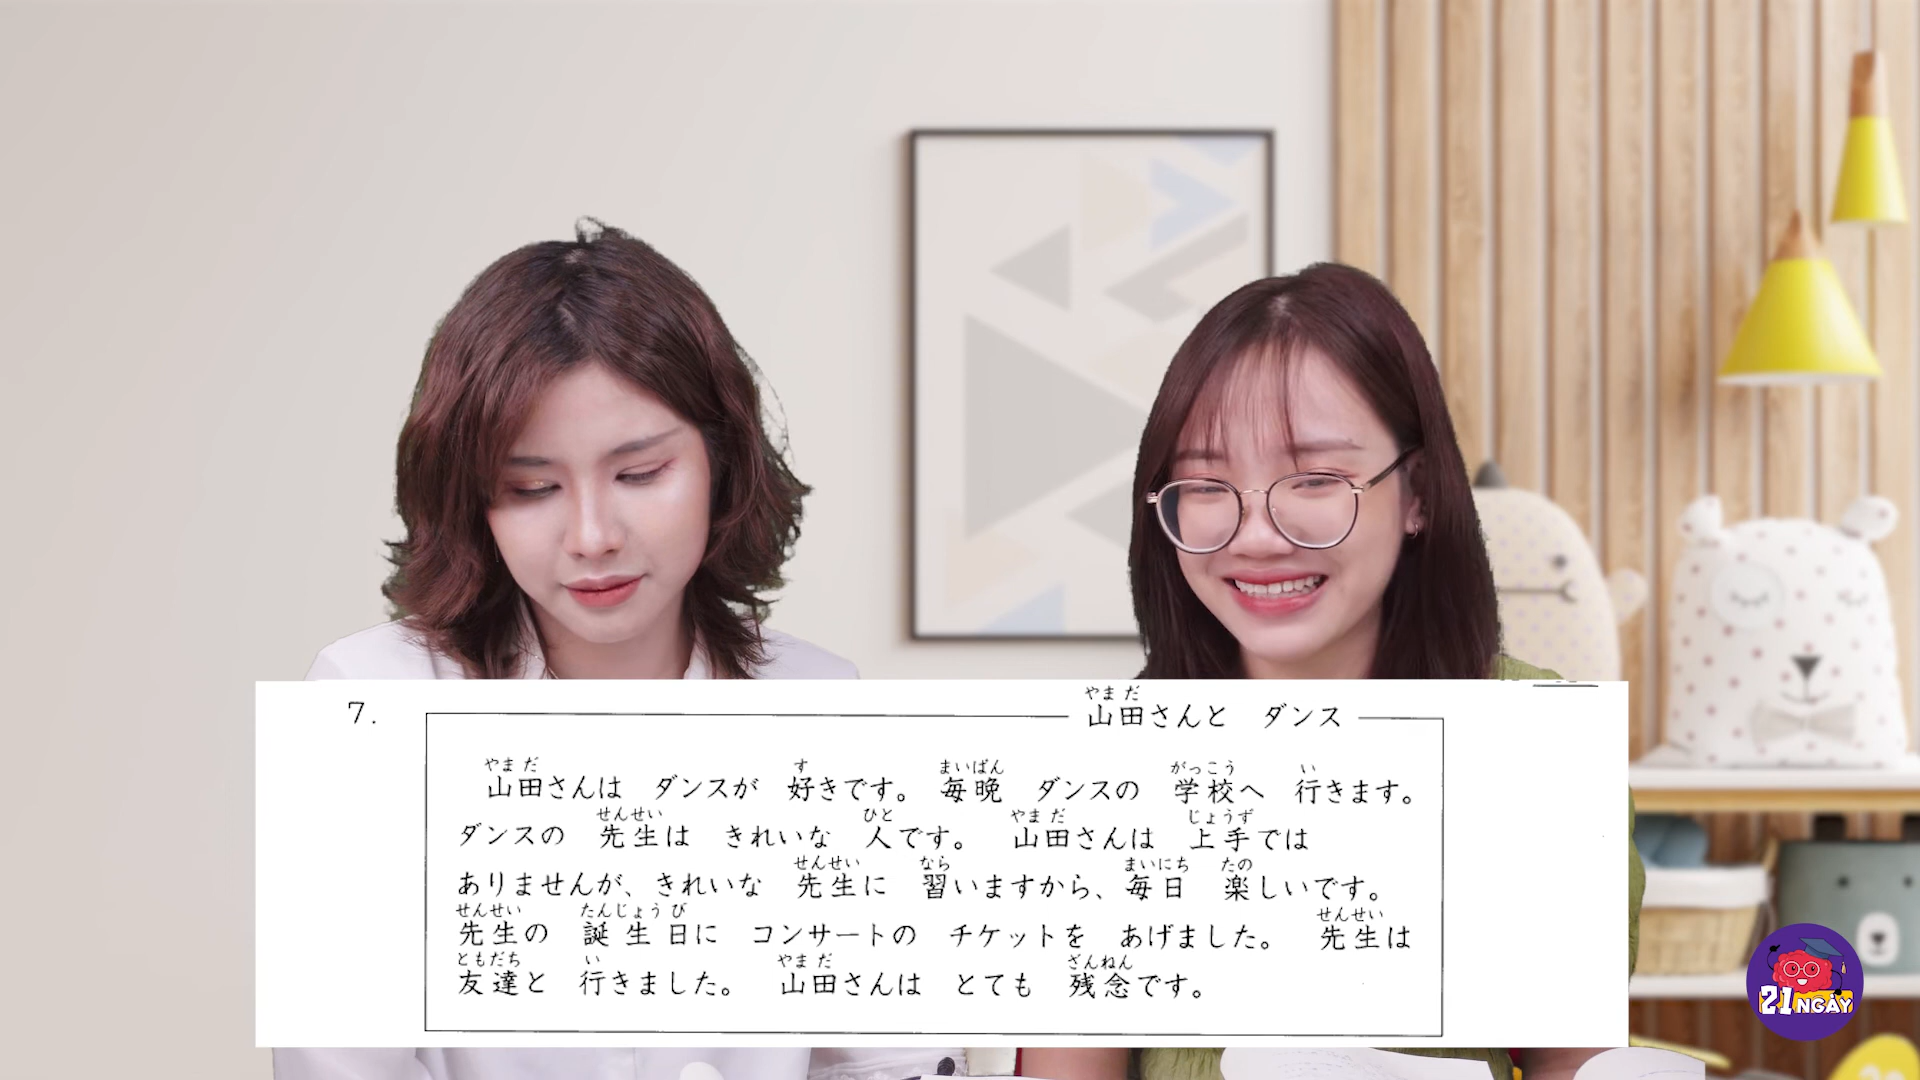 7.
やまだ
山田さんと ダンス
やまだ す まいばん がっこう い
山田さんは ダンスが 好きです。 毎晩 ダンスの 学校へ 行きます。
せんせい ひと やまだ じょうず
ダンスの 先生は きれいな 人です。 山田さんは 上手では
せんせい なら まいにち たの
ありませんが、きれいな 先生に 習いますから、毎日 楽しいです。
せんせい たんじょうび せんせい
先生の 誕生日に コンサートの チケットを あげました。 先生は
ともだち い やまだ ざんねん
友達と 行きました。 山田さんは とても 残念です。
21 NGÀY